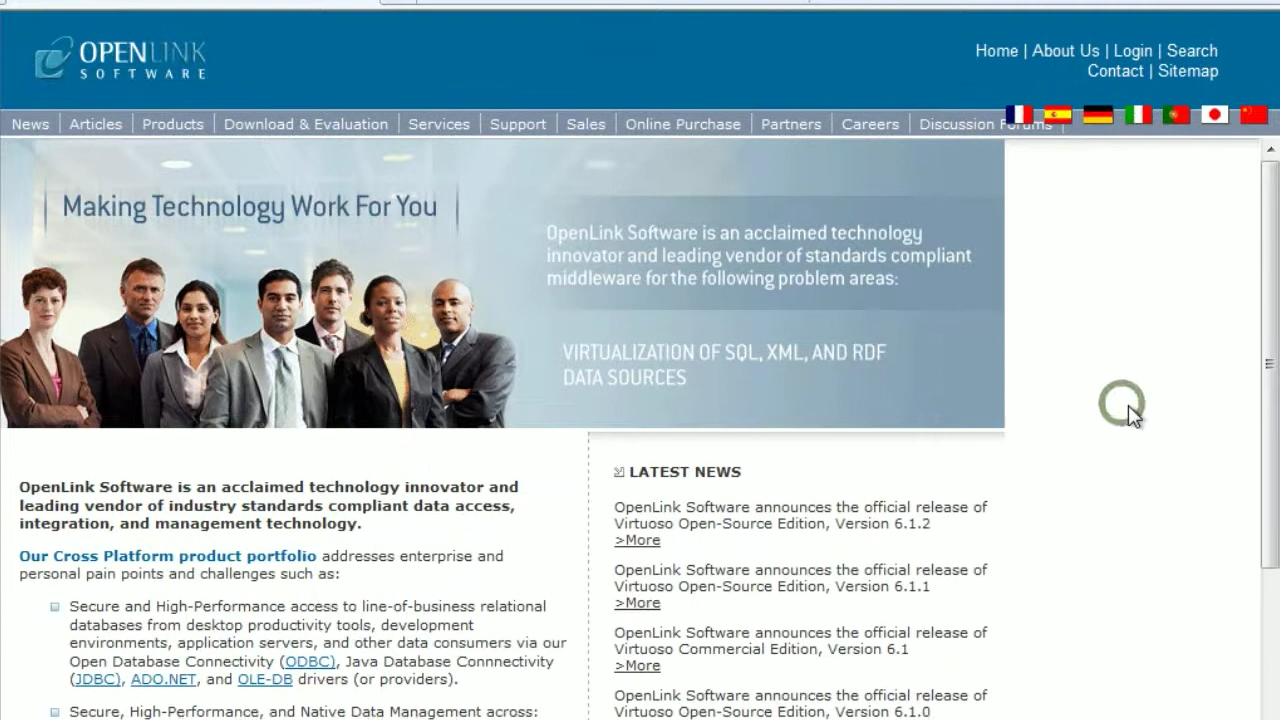 OPENLINK
SOFTWARE
Home | About Us | Login | Search
Contact | Sitemap
News | Articles | Products | Download & Evaluation | Services | Support | Sales | Online Purchase | Partners | Careers | Discussion Forums
Making Technology Work For You
OpenLink Software is an acclaimed technology
innovator and leading vendor of standards compliant
middleware for the following problem areas:
VIRTUALIZATION OF SQL, XML, AND RDF
DATA SOURCES
OpenLink Software is an acclaimed technology innovator and
leading vendor of industry standards compliant data access,
integration, and management technology.
Our Cross Platform product portfolio addresses enterprise and
personal pain points and challenges such as:
Secure and High-Performance access to line-of-business relational
databases from desktop productivity tools, development
environments, application servers, and other data consumers via our
Open Database Connectivity (ODBC), Java Database Connnectivity
(JDBC), ADO.NET, and OLE-DB drivers (or providers).
Secure, High-Performance, and Native Data Management across:
LATEST NEWS
OpenLink Software announces the official release of
Virtuoso Open-Source Edition, Version 6.1.2
>More
OpenLink Software announces the official release of
Virtuoso Open-Source Edition, Version 6.1.1
>More
OpenLink Software announces the official release of
Virtuoso Commercial Edition, Version 6.1
>More
OpenLink Software announces the official release of
Virtuoso Open-Source Edition, Version 6.1.0